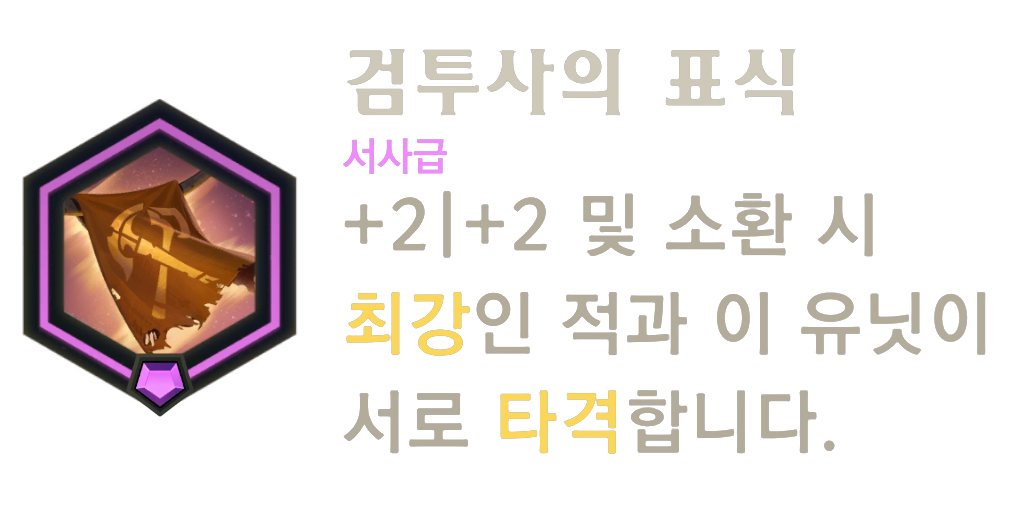 검투사의 표식
서사급
+2|+2 및 소환 시
최강인 적과 이 유닛이
서로 타격합니다.